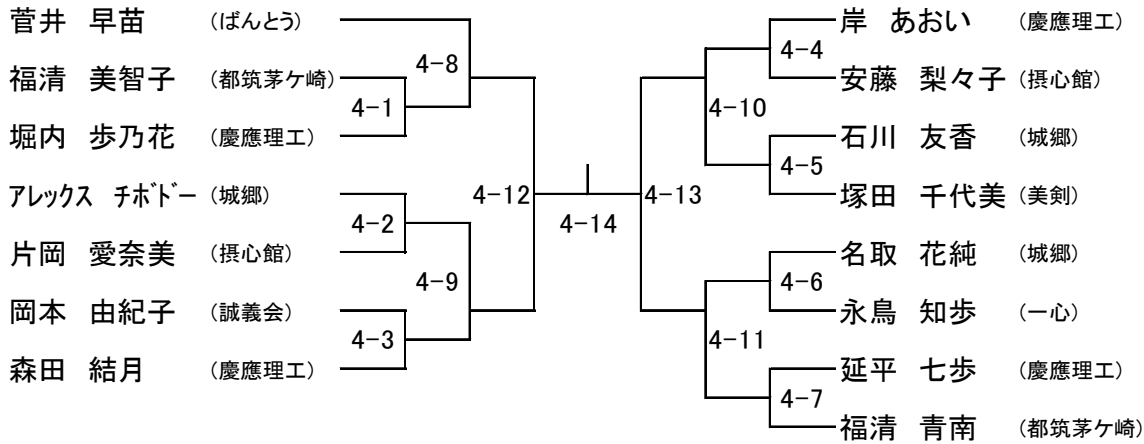 菅井 早苗 (ばんとう)
福清 美智子 (都筑茅ケ崎)
堀内 歩乃花 (慶應理工)
アレックス チボドー (城郷)
片岡 愛奈美 (摂心館)
岡本 由紀子 (誠義会)
森田 結月 (慶應理工)
4-8
4-1
4-2
4-9
4-3
4-12
4-14
4-13
4-10
4-4
4-5
4-6
4-11
4-7
岸 あおい (慶應理工)
安藤 梨々子 (摂心館)
石川 友香 (城郷)
塚田 千代美 (美剣)
名取 花純 (城郷)
永鳥 知歩 (一心)
延平 七歩 (慶應理工)
福清 青南 (都筑茅ケ崎)